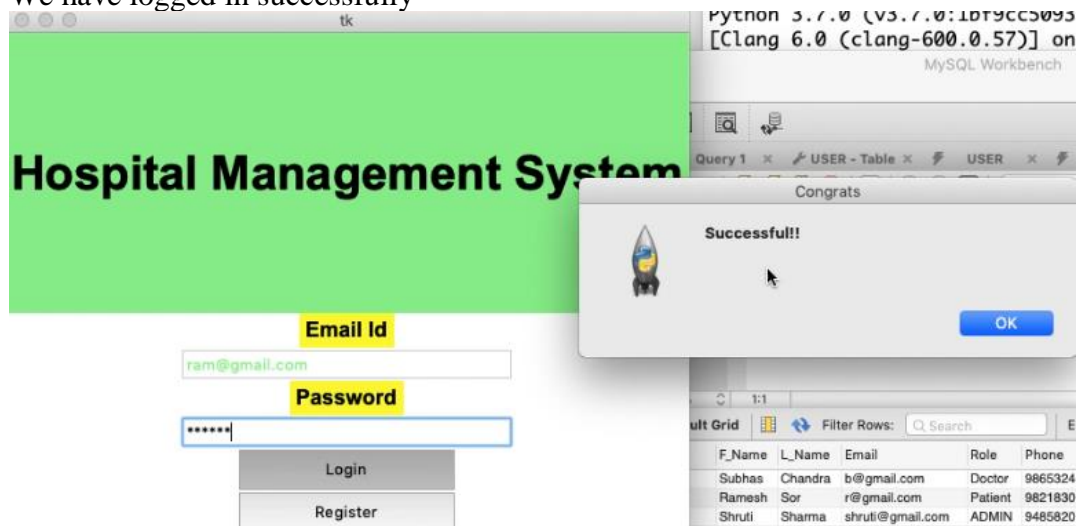 We have logged in successfully
tk
Python 3.7.0 (v3.7.0:1bf9cc5093
[Clang 6.0 (clang-600.0.57)] on
MySQL Workbench
Query 1 × USER - Table × USER ×
Hospital Management System
Congrats
Successful!!
OK
Email Id
ram@gmail.com
Password
••••••
Login
Register
1:1
ult Grid Filter Rows: Search E
F_Name L_Name Email Role Phone
Subhas Chandra b@gmail.com Doctor 9865324
Ramesh Sor r@gmail.com Patient 9821830
Shruti Sharma shruti@gmail.com ADMIN 9485820